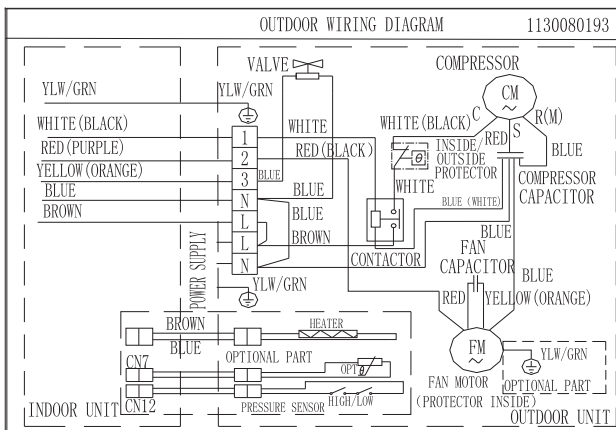 OUTDOOR WIRING DIAGRAM 1130080193
VALVE
COMPRESSOR
YLW/GRN
YLW/GRN
CM
~
C
R(M)
S
WHITE(BLACK)
RED(PURPLE)
YELLOW(ORANGE)
BLUE
BROWN
1
2
3
N
L
L
N
WHITE
RED(BLACK)
BLUE
BLUE
BLUE
BROWN
WHITE(BLACK)
INSIDE/
OUTSIDE
PROTECTOR
θ
RED
BLUE
WHITE
COMPRESSOR
CAPACITOR
BLUE(WHITE)
BLUE
CONTACTOR
POWER SUPPLY
YLW/GRN
FAN
CAPACITOR
BLUE
RED
YELLOW(ORANGE)
BROWN
BLUE
HEATER
CN7
OPTIONAL PART
OPT
θ
CN12
PRESSURE SENSOR
HIGH/LOW
FM
~
YLW/GRN
FAN MOTOR
(PROTECTOR INSIDE)
OPTIONAL PART
INDOOR UNIT
OUTDOOR UNIT